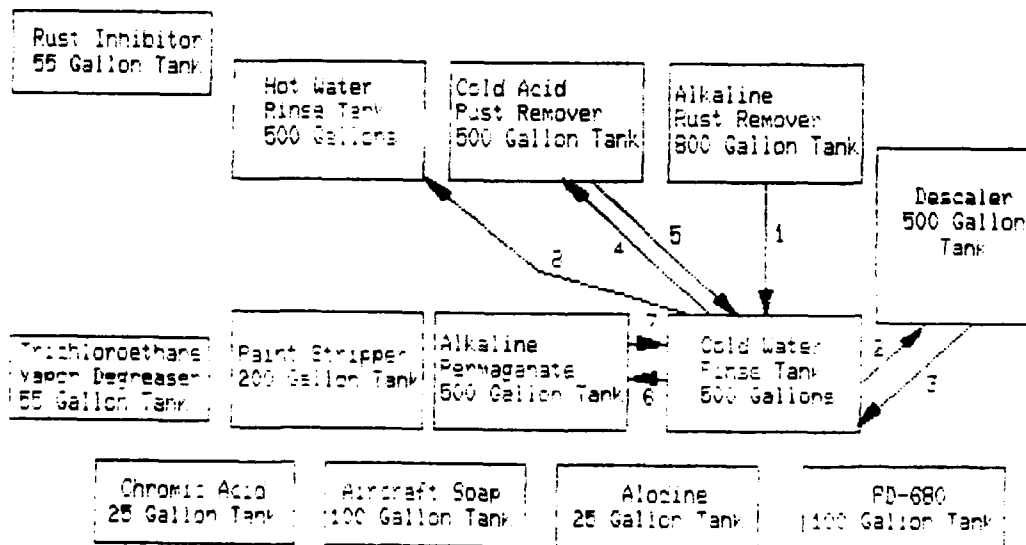 Rust Inhibitor
55 Gallon Tank
Hot Water
Rinse Tank
500 Gallons
Cold Acid
Rust Remover
500 Gallon Tank
Alkaline
Rust Remover
800 Gallon Tank
Descaler
500 Gallon
Tank
8
4
5
1
Trichloroethane
Vapor Degreaser
55 Gallon Tank
Paint Stripper
200 Gallon Tank
Alkaline
Permaganate
500 Gallon Tank
7
6
Cold Water
Rinse Tank
500 Gallons
2
3
Chromic Acid
25 Gallon Tank
Aircraft Soap
100 Gallon Tank
Alodine
25 Gallon Tank
PD-680
100 Gallon Tank